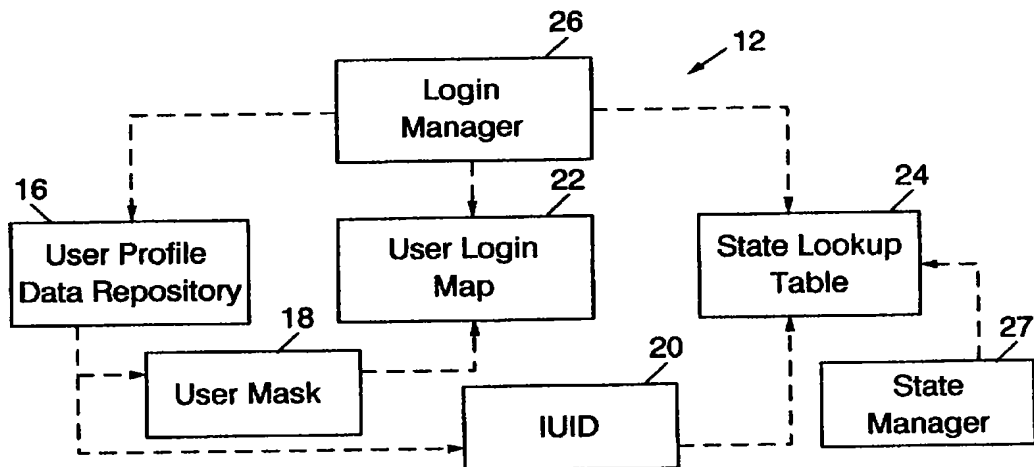 26
12
Login
Manager
16
User Profile
Data Repository
22
User Login
Map
24
State Lookup
Table
18
User Mask
20
IUID
27
State
Manager